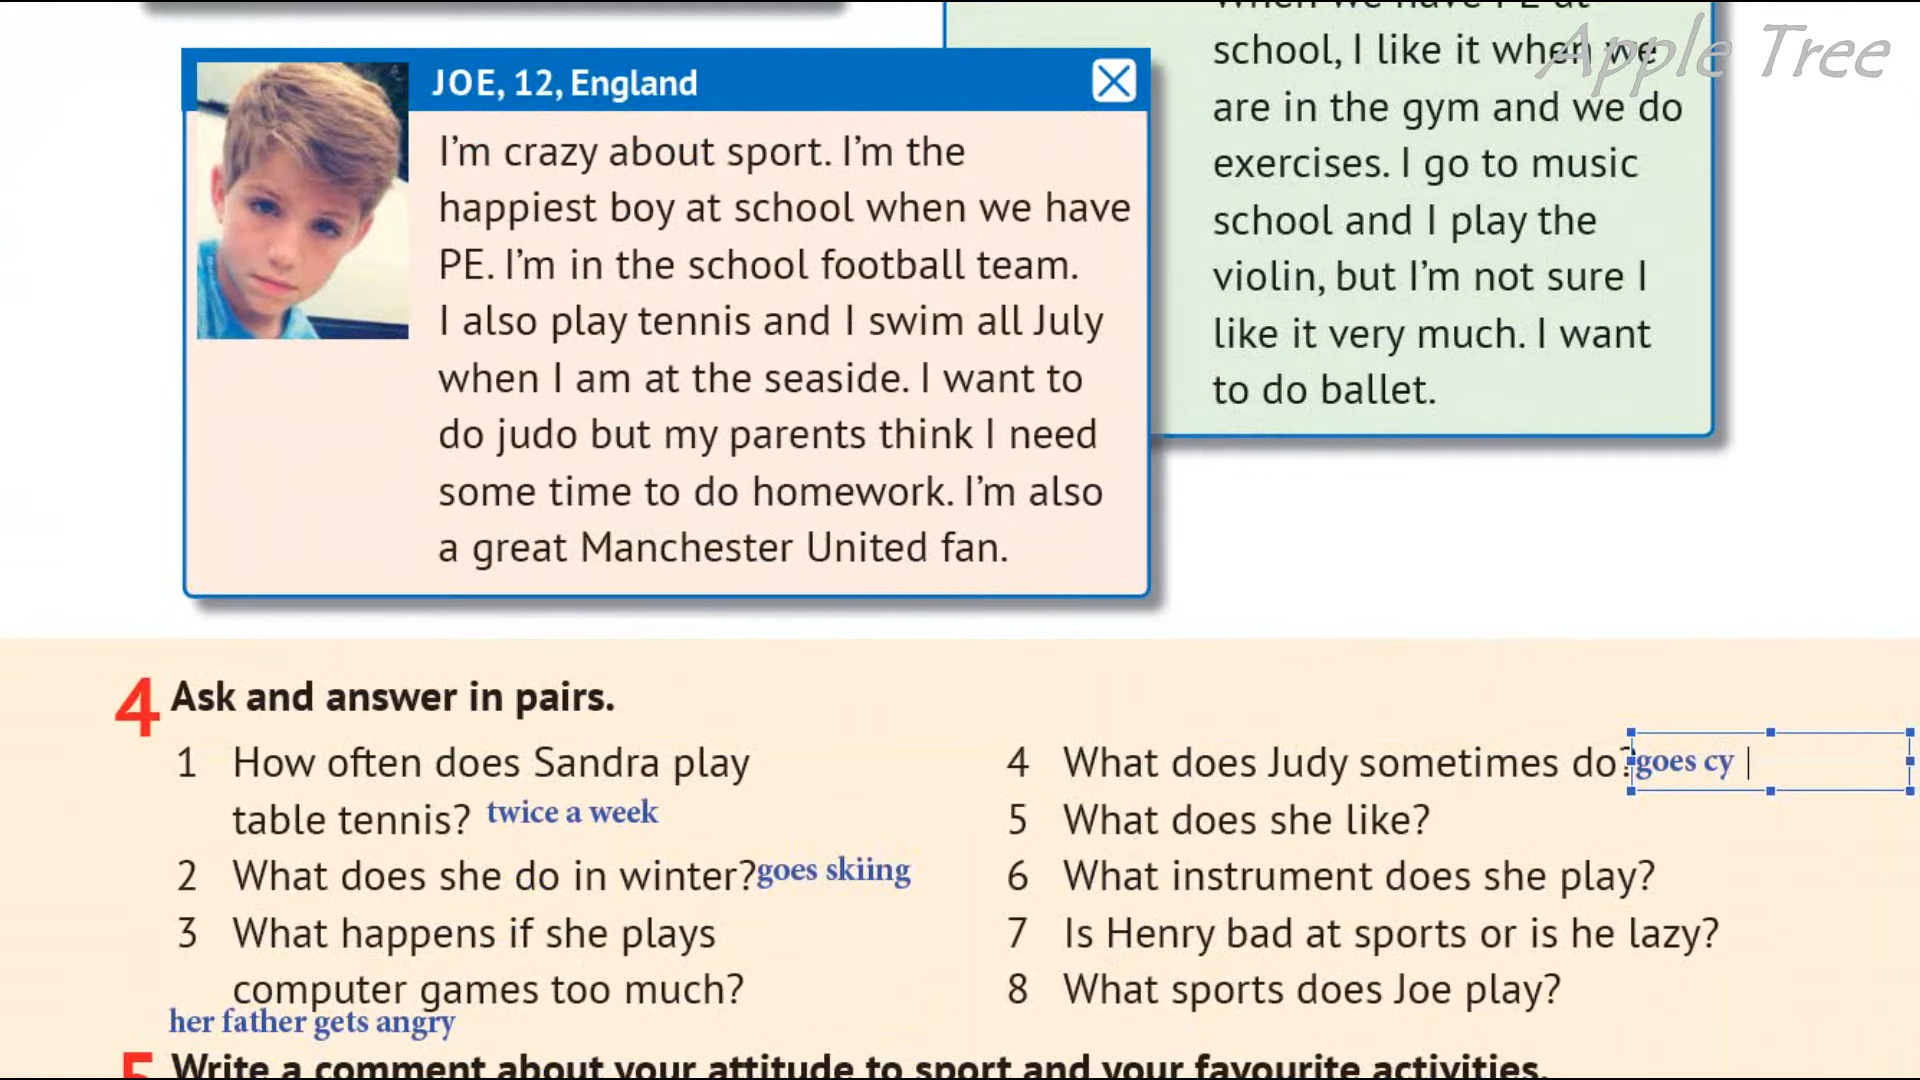 Apple Tree
JOE, 12, England
I'm crazy about sport. I'm the
happiest boy at school when we have
PE. I'm in the school football team.
I also play tennis and I swim all July
when I am at the seaside. I want to
do judo but my parents think I need
some time to do homework. I'm also
a great Manchester United fan.
when we have PE at
school, I like it when we
are in the gym and we do
exercises. I go to music
school and I play the
violin, but I'm not sure I
like it very much. I want
to do ballet.
4 Ask and answer in pairs.
1 How often does Sandra play
table tennis? twice a week
2 What does she do in winter? goes skiing
3 What happens if she plays
computer games too much?
her father gets angry
4 What does Judy sometimes do? goes cy
5 What does she like?
6 What instrument does she play?
7 Is Henry bad at sports or is he lazy?
8 What sports does Joe play?
5 Write a comment about your attitude to sport and your favourite activities.